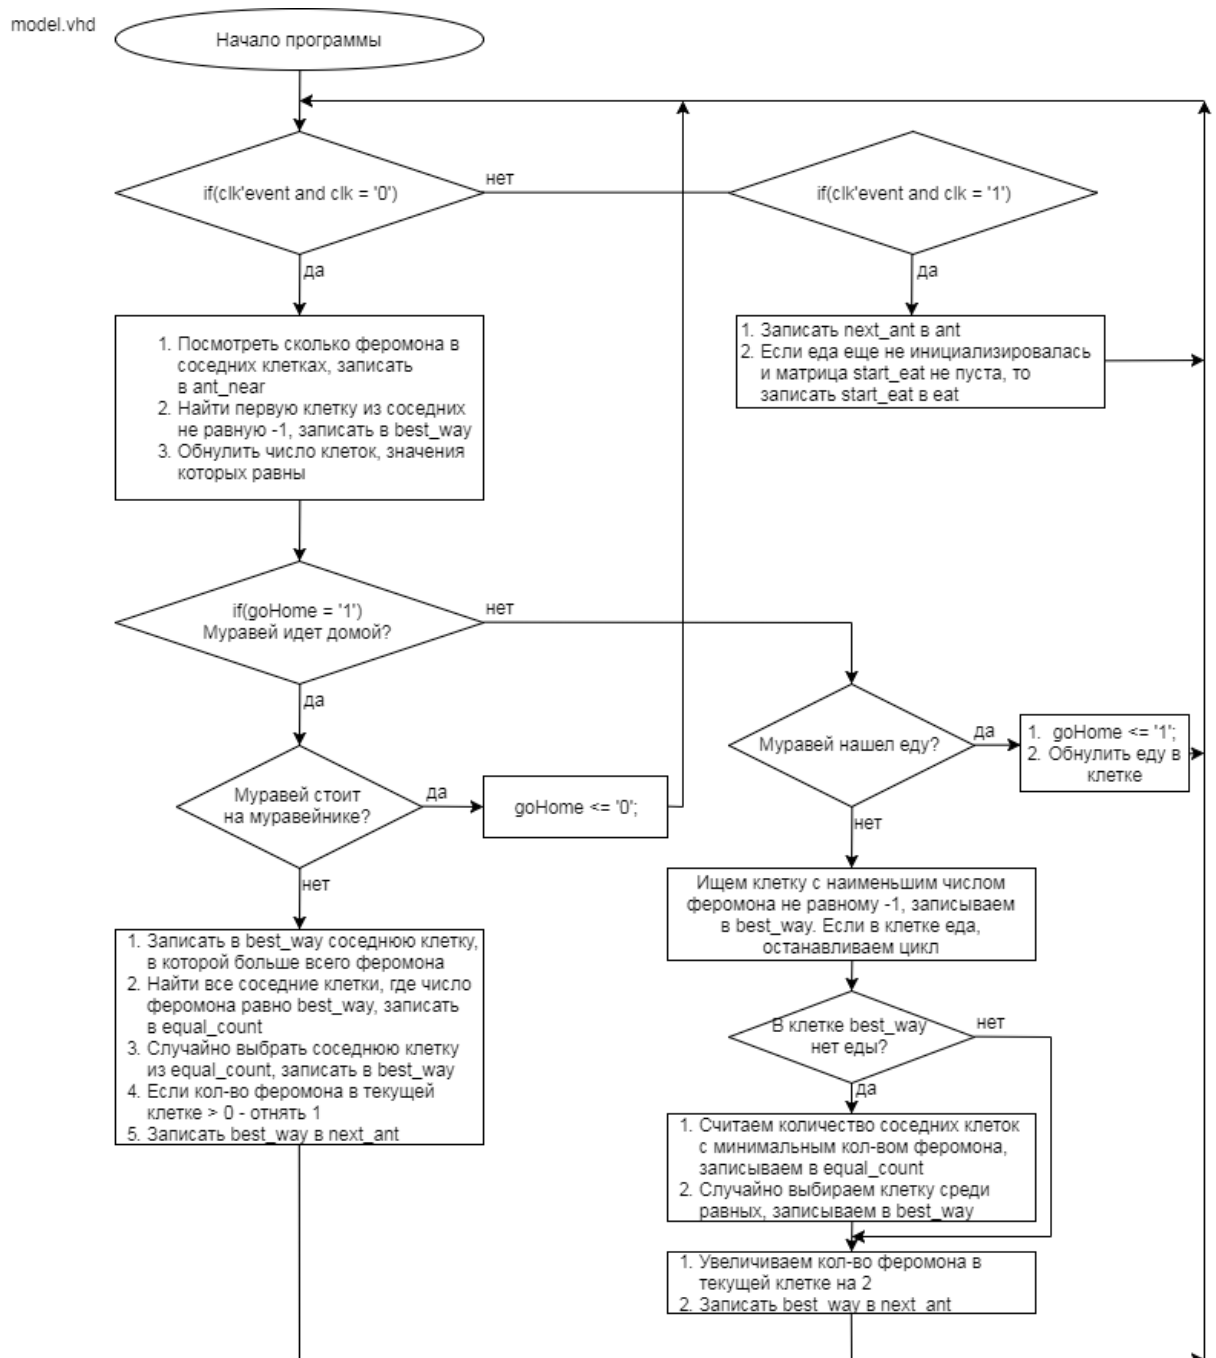 model.vhd
Начало программы
if(clk'event and clk = '0')
нет
if(clk'event and clk = '1')
да
да
1. Посмотреть сколько феромона в
соседних клетках, записать
в ant_near
2. Найти первую клетку из соседних
не равную -1, записать в best_way
3. Обнулить число клеток, значения
которых равны
1. Записать next_ant в ant
2. Если еда еще не инициализировалась
и матрица start_eat не пуста, то
записать start_eat в eat
if(goHome = '1')
Муравей идет домой?
нет
да
Муравей стоит
на муравейнике?
да
goHome <= '0';
нет
Муравей нашел еду?
да
1. goHome <= '1';
2. Обнулить еду в
клетке
нет
1. Записать в best_way соседнюю клетку,
в которой больше всего феромона
2. Найти все соседние клетки, где число
феромона равно best_way, записать
в equal_count
3. Случайно выбрать соседнюю клетку
из equal_count, записать в best_way
4. Если кол-во феромона в текущей
клетке > 0 - отнять 1
5. Записать best_way в next_ant
Ищем клетку с наименьшим числом
феромона не равному -1, записываем
в best_way. Если в клетке еда,
останавливаем цикл
В клетке best_way
нет еды?
нет
да
1. Считаем количество соседних клеток
с минимальным кол-вом феромона,
записываем в equal_count
2. Случайно выбираем клетку среди
равных, записываем в best_way
1. Увеличиваем кол-во феромона в
текущей клетке на 2
2. Записать best_way в next_ant